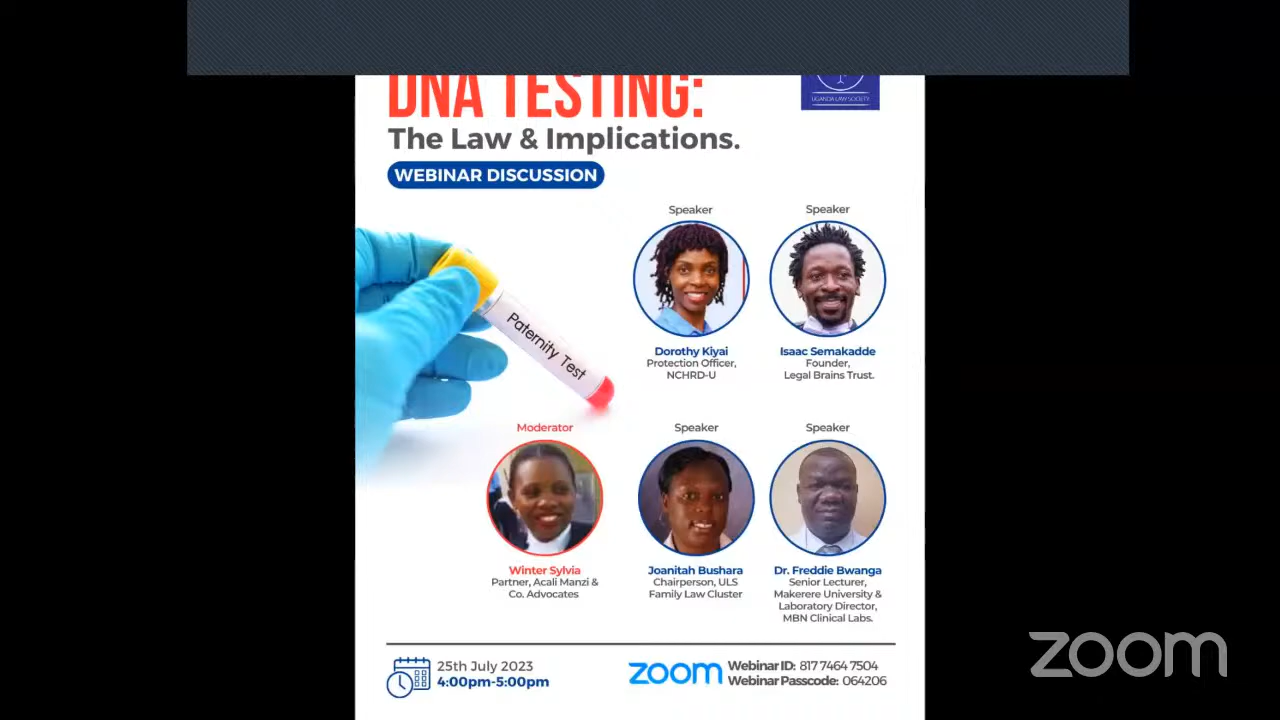 DNA TESTING:
UGANDA LAW SOCIETY
The Law & Implications.
WEBINAR DISCUSSION
Speaker
Speaker
Paternity Test
Dorothy Kiyai
Protection Officer,
NCHRD-U
Isaac Semakadde
Founder,
Legal Brains Trust.
Moderator
Speaker
Speaker
Winter Sylvia
Partner, Acali Manzi &
Co. Advocates
Joanitah Bushara
Chairperson, ULS
Family Law Cluster
Dr. Freddie Bwanga
Senior Lecturer,
Makerere University &
Laboratory Director,
MBN Clinical Labs.
25th July 2023
4:00pm-5:00pm
zoom
Webinar ID: 817 7464 7504
Webinar Passcode: 064206
zoom